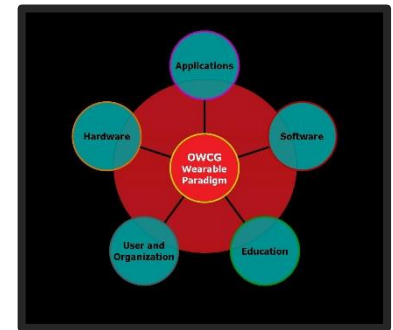 Applications
Hardware
Software
OWCG
Wearable
Paradigm
User and
Organization
Education